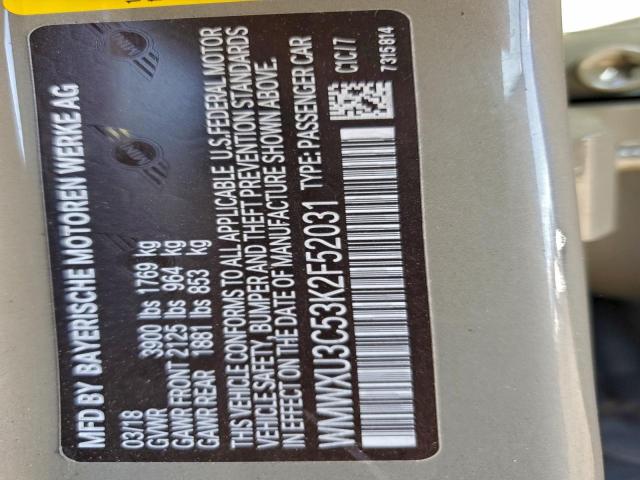 MFD BY BAYERISCHE MOTOREN WERKE AG
03/18
GVWR 3900 lbs 1769 kg
GAWR FRONT 2125 lbs 964 kg
GAWR REAR 1881 lbs 853 kg
THIS VEHICLE CONFORMS TO ALL APPLICABLE U.S.FEDERAL MOTOR
VEHICLE SAFETY, BUMPER AND THEFT PREVENTION STANDARDS
IN EFFECT ON THE DATE OF MANUFACTURE SHOWN ABOVE.
WMWXU3C53K2F52031 TYPE: PASSENGER CAR
C1C/7
7315814